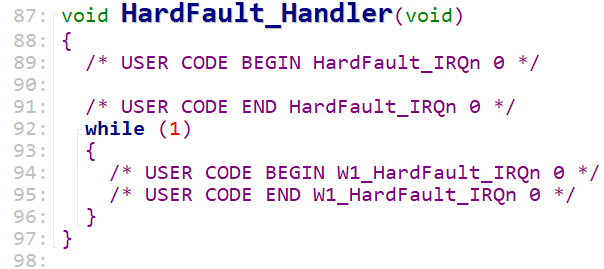 87: void HardFault_Handler(void)
88: {
89:   /* USER CODE BEGIN HardFault_IRQn 0 */
90:
91:   /* USER CODE END HardFault_IRQn 0 */
92:   while (1)
93:   {
94:     /* USER CODE BEGIN W1_HardFault_IRQn 0 */
95:     /* USER CODE END W1_HardFault_IRQn 0 */
96:   }
97: }
98: